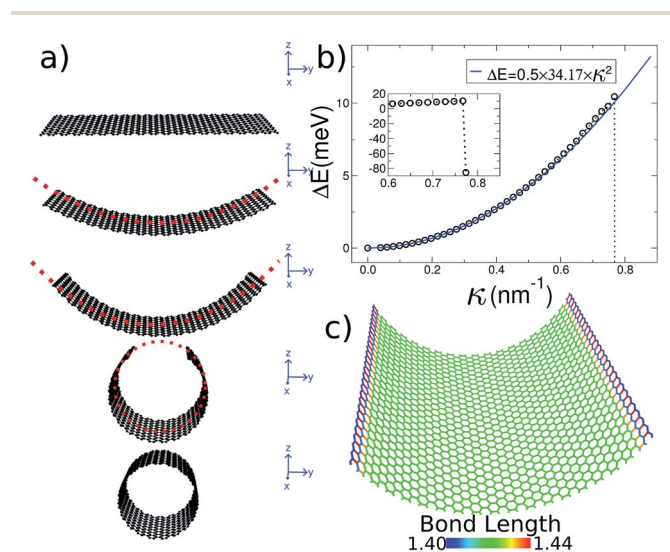 a)
z
y
x
z
y
x
z
y
x
z
y
x
z
y
x
b)
ΔE=0.5×34.17×κ²
ΔE(meV)
10
5
0
20
0
-20
-40
-60
-80
0.6 0.7 0.8
0.0 0.2 0.4 0.6 0.8
κ(nm⁻¹)
c)
Bond Length
1.40 1.44